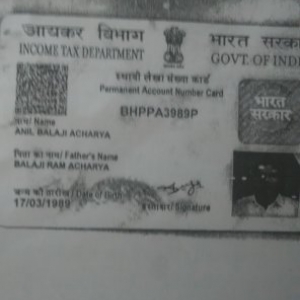 आयकर विभाग
INCOME TAX DEPARTMENT
भारत सरकार
GOVT. OF INDI
स्थायी लेखा संख्या कार्ड
Permanent Account Number Card
BHPPA3989P
नाम/ Name
ANIL BALAJI ACHARYA
पिता का नाम/ Father's Name
BALAJI RAM ACHARYA
जन्म की तारीख/ Date of Birth
17/03/1989
हस्ताक्षर/ Signature
भारत
सरकार